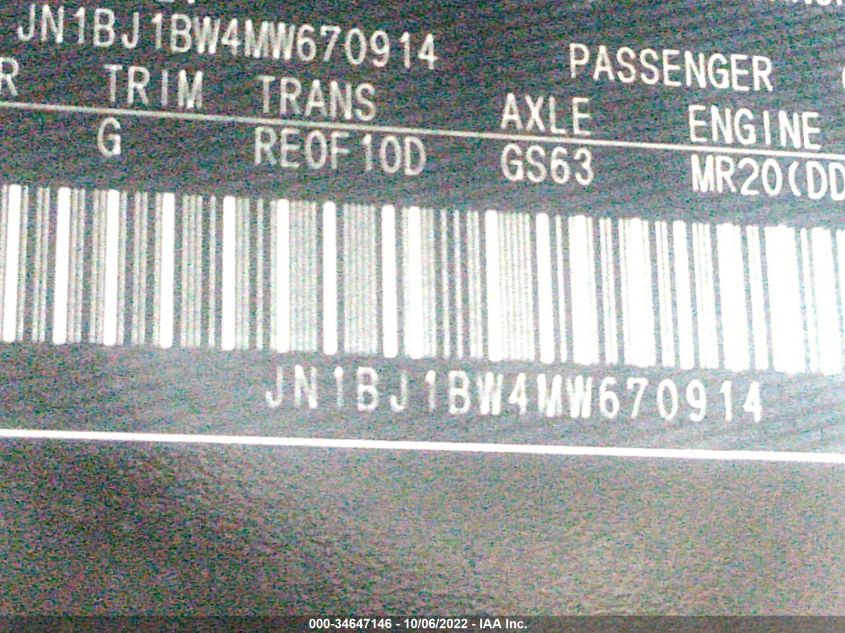 JN1BJ1BW4MW670914
PASSENGER
R TRIM TRANS AXLE ENGINE
G RE0F10D GS63 MR20(DD
JN1BJ1BW4MW670914
000-34647146 - 10/06/2022 - IAA Inc.